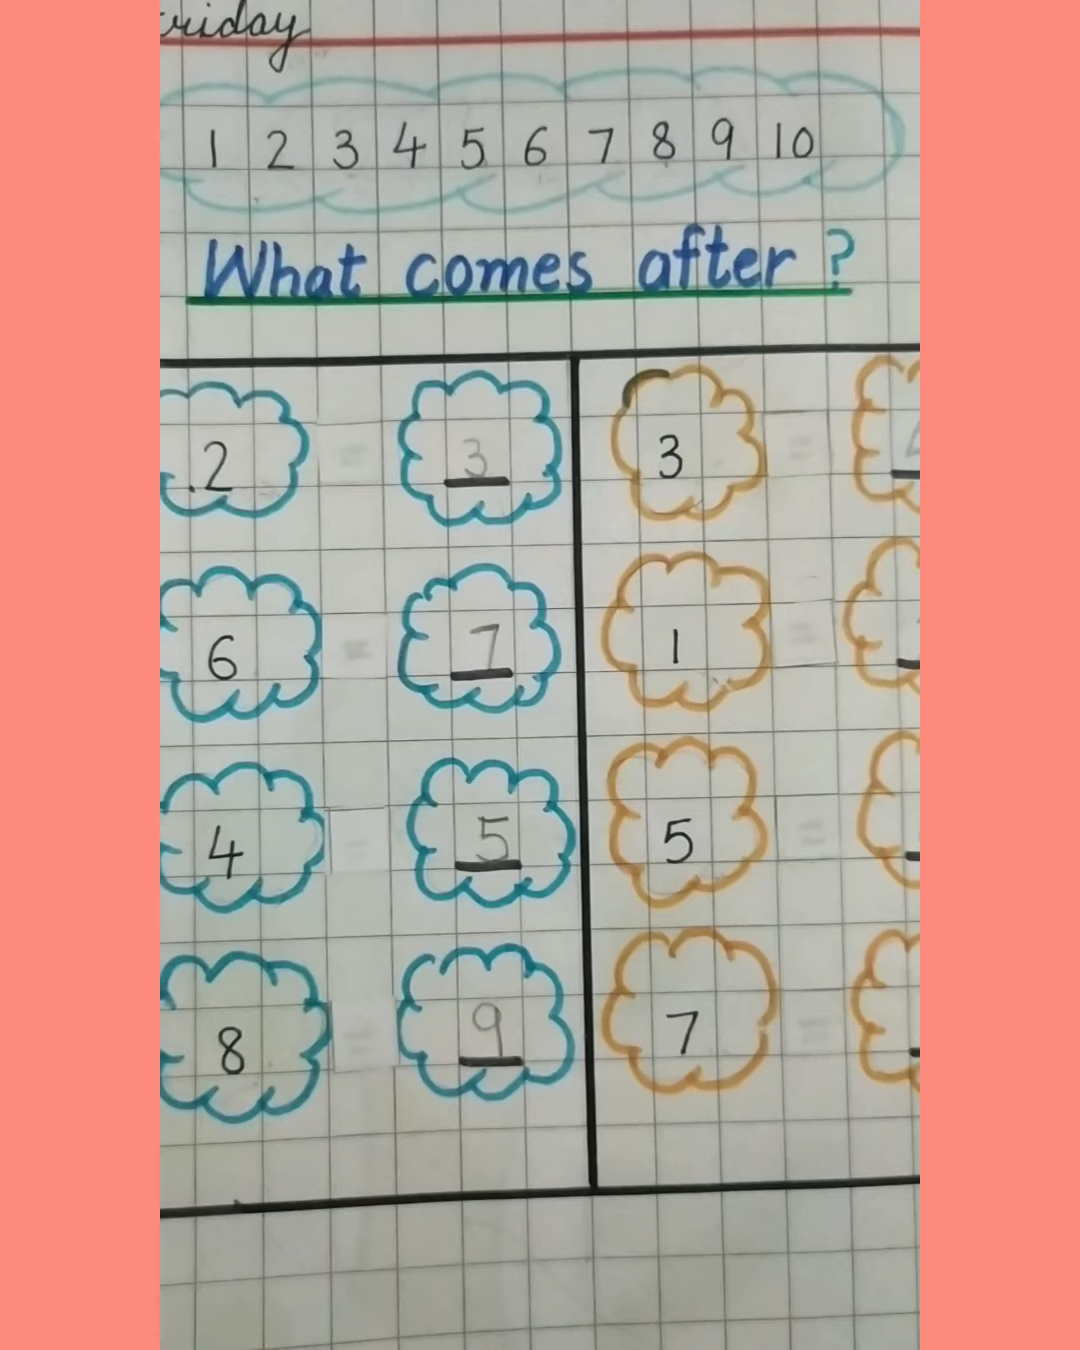 riday
1 2 3 4 5 6 7 8 9 10
What comes after ?
2 = 3 3 =
6 = 7 1 =
4 = 5 5 =
8 = 9 7 =